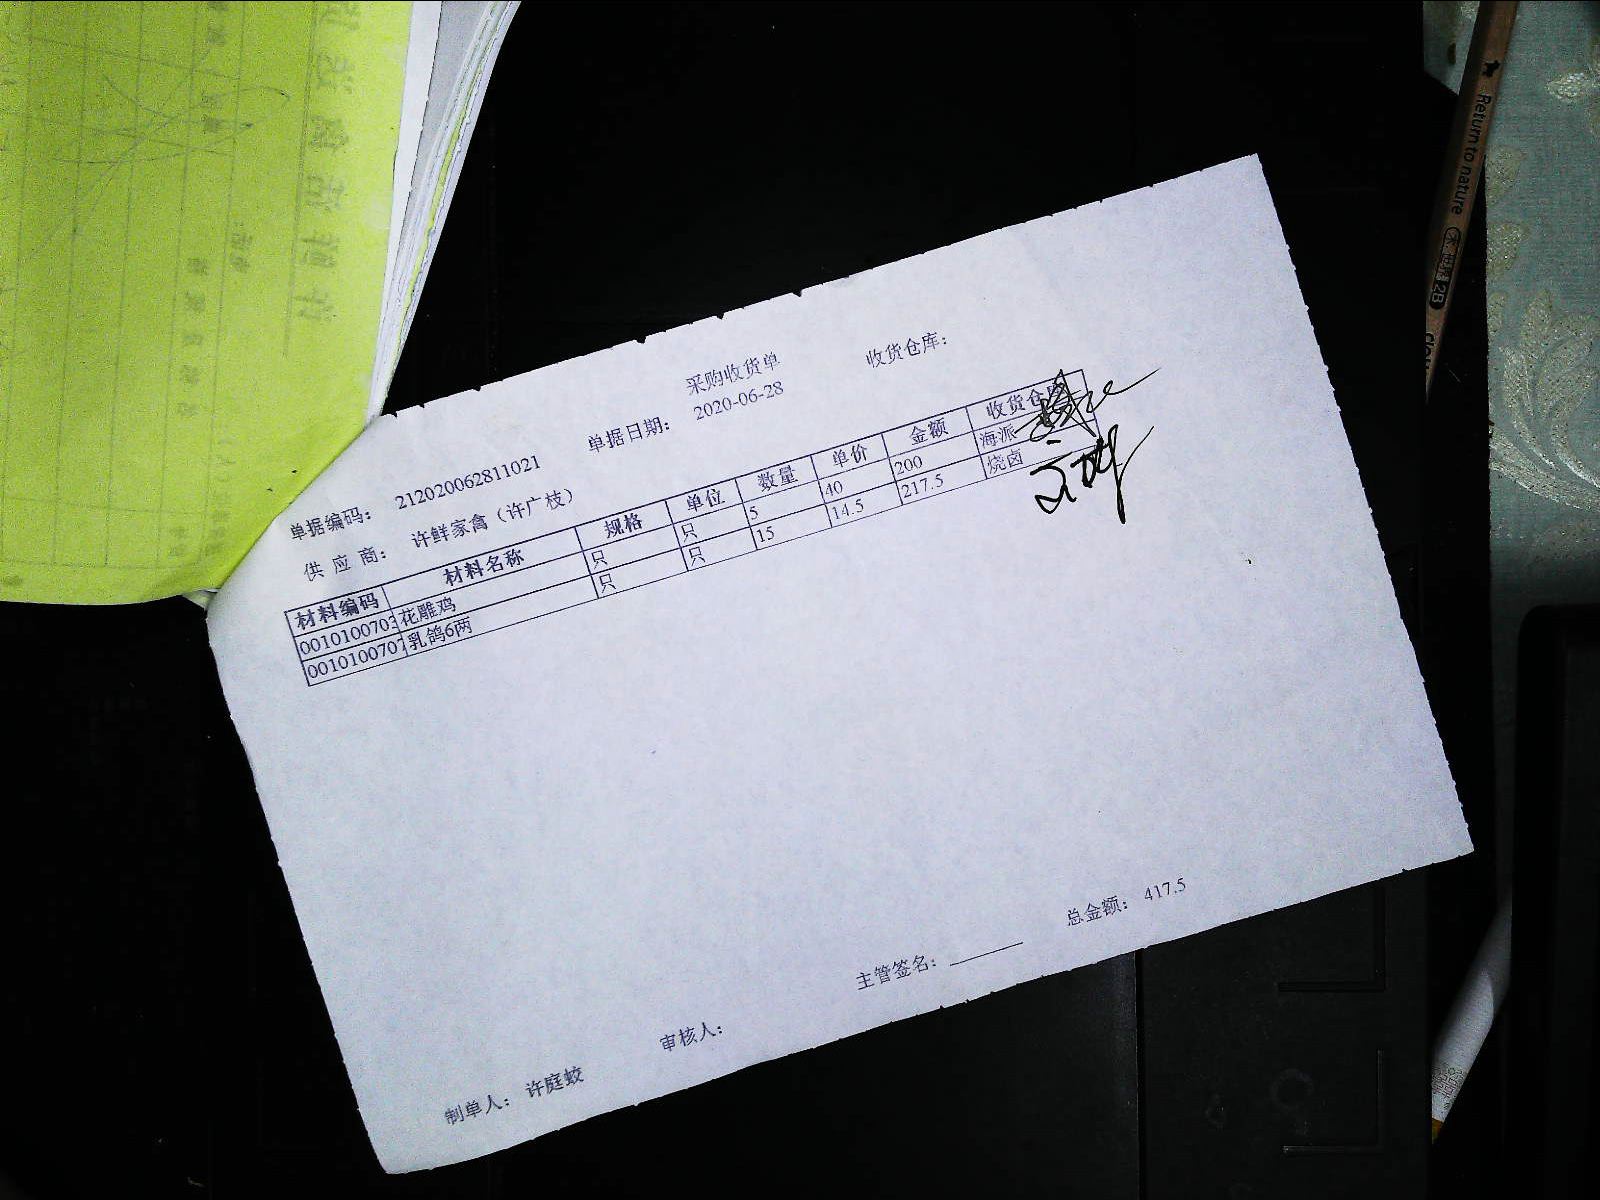 采购收货单
收货仓库：
单据编码： 212020062811021
单据日期： 2020-06-28
供 应 商： 许鲜家禽（许广枝）
材料编码 材料名称 规格 单位 数量 单价 金额 收货仓库
0010100703 花雕鸡 只 只 5 40 200 海派
0010100707 乳鸽6两 只 只 15 14.5 217.5 烧卤
总金额： 417.5
主管签名：
审核人：
制单人： 许庭蛟
Return to nature
2B